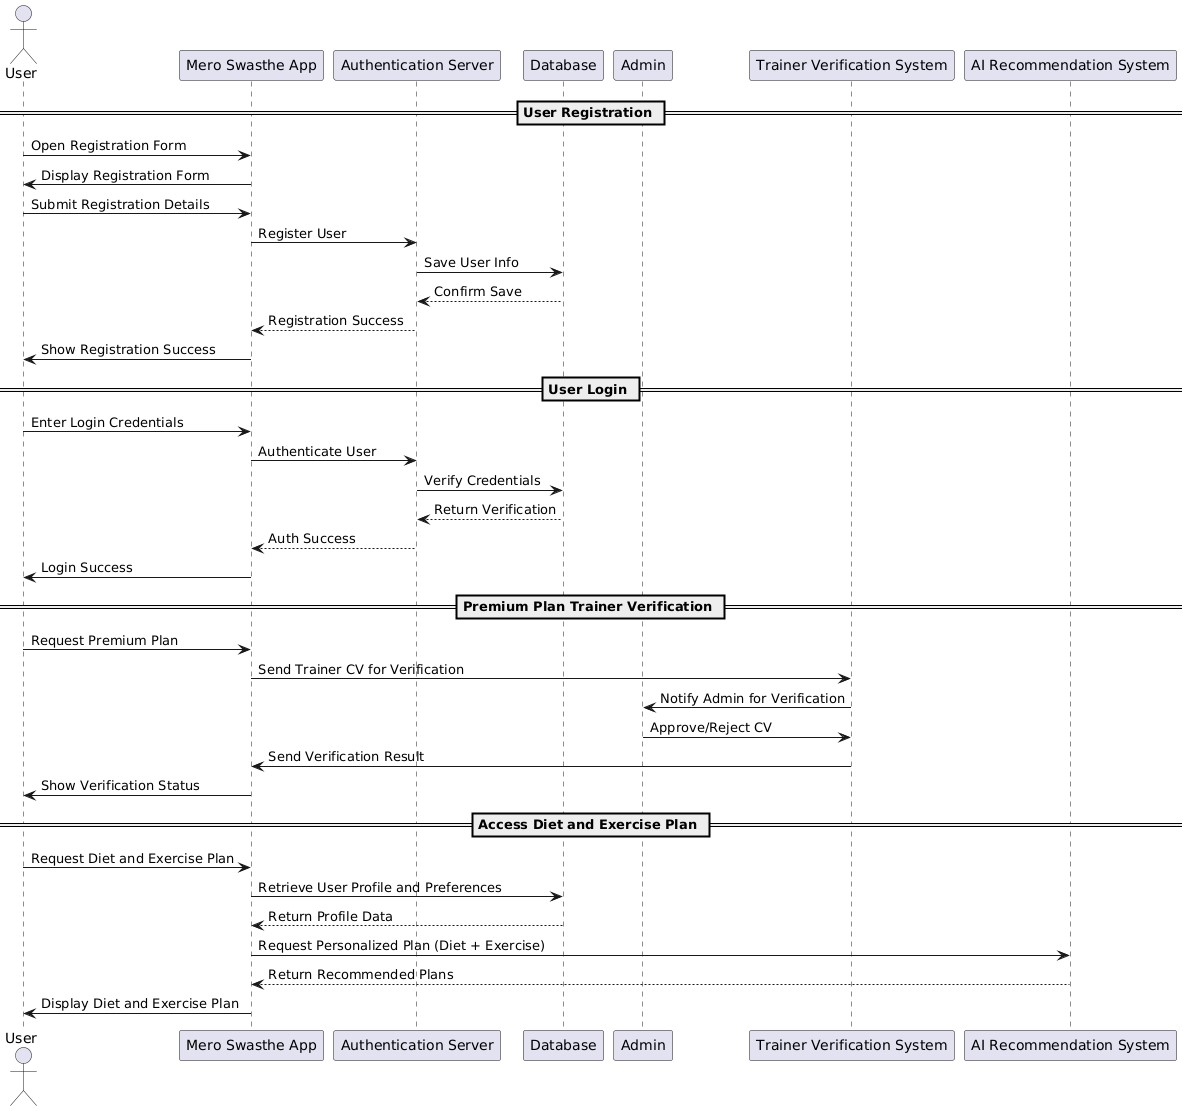 User
Mero Swasthe App
Authentication Server
Database
Admin
Trainer Verification System
AI Recommendation System
User Registration
Open Registration Form
Display Registration Form
Submit Registration Details
Register User
Save User Info
Confirm Save
Registration Success
Show Registration Success
User Login
Enter Login Credentials
Authenticate User
Verify Credentials
Return Verification
Auth Success
Login Success
Premium Plan Trainer Verification
Request Premium Plan
Send Trainer CV for Verification
Notify Admin for Verification
Approve/Reject CV
Send Verification Result
Show Verification Status
Access Diet and Exercise Plan
Request Diet and Exercise Plan
Retrieve User Profile and Preferences
Return Profile Data
Request Personalized Plan (Diet + Exercise)
Return Recommended Plans
Display Diet and Exercise Plan
User
Mero Swasthe App
Authentication Server
Database
Admin
Trainer Verification System
AI Recommendation System